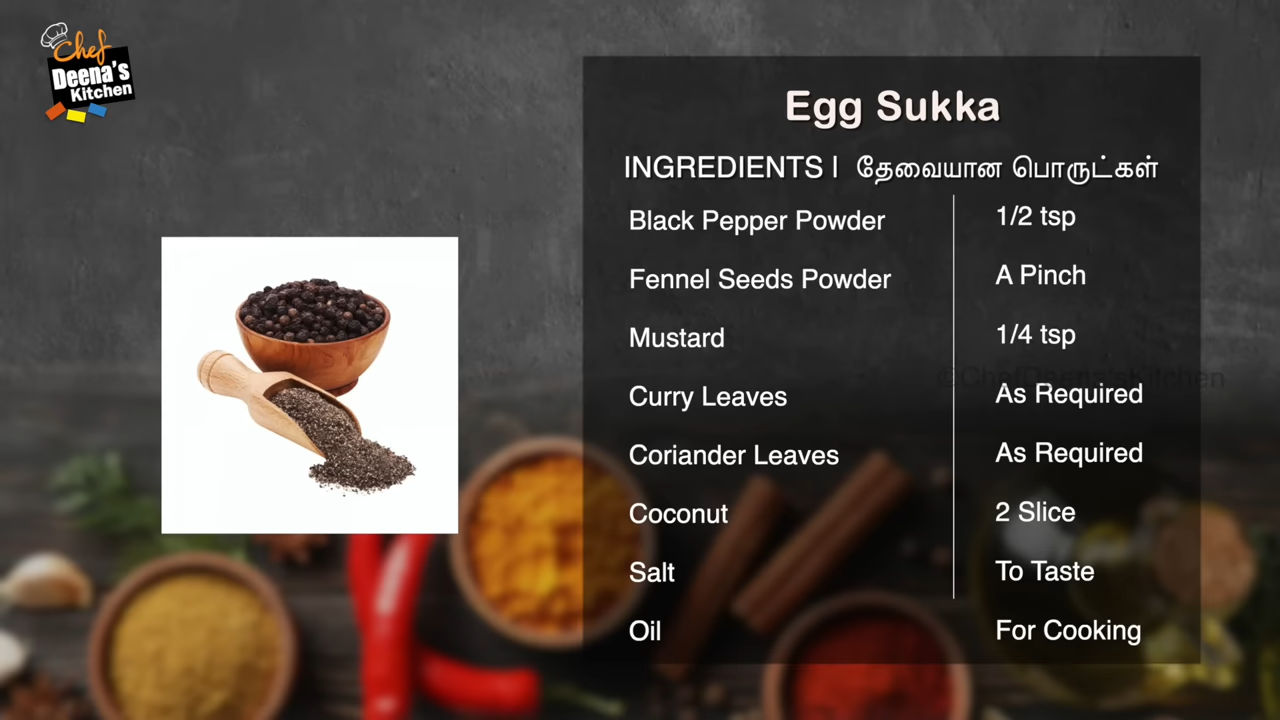 Chef
Deena's
Kitchen
Egg Sukka
INGREDIENTS | தேவையான பொருட்கள்
Black Pepper Powder 1/2 tsp
Fennel Seeds Powder A Pinch
Mustard 1/4 tsp
©ChefDeena'sKitchen
Curry Leaves As Required
Coriander Leaves As Required
Coconut 2 Slice
Salt To Taste
Oil For Cooking